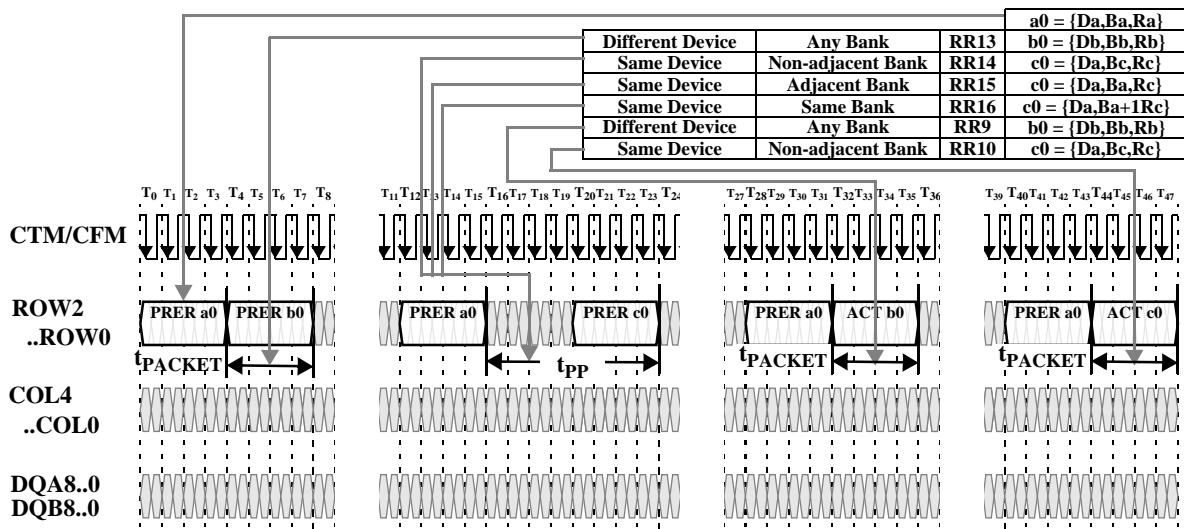 a0 = {Da,Ba,Ra}
Different Device Any Bank RR13 b0 = {Db,Bb,Rb}
Same Device Non-adjacent Bank RR14 c0 = {Da,Bc,Rc}
Same Device Adjacent Bank RR15 c0 = {Da,Ba,Rc}
Same Device Same Bank RR16 c0 = {Da,Ba+1Rc}
Different Device Any Bank RR9 b0 = {Db,Bb,Rb}
Same Device Non-adjacent Bank RR10 c0 = {Da,Bc,Rc}
T0 T1 T2 T3 T4 T5 T6 T7 T8 T11 T12 T13 T14 T15 T16 T17 T18 T19 T20 T21 T22 T23 T24 T27 T28 T29 T30 T31 T32 T33 T34 T35 T36 T39 T40 T41 T42 T43 T44 T45 T46 T47
CTM/CFM
ROW2
..ROW0
PRER a0 PRER b0 PRER a0 PRER c0 PRER a0 ACT b0 PRER a0 ACT c0
tPACKET tPP tPACKET tPACKET
COL4
..COL0
DQA8..0
DQB8..0